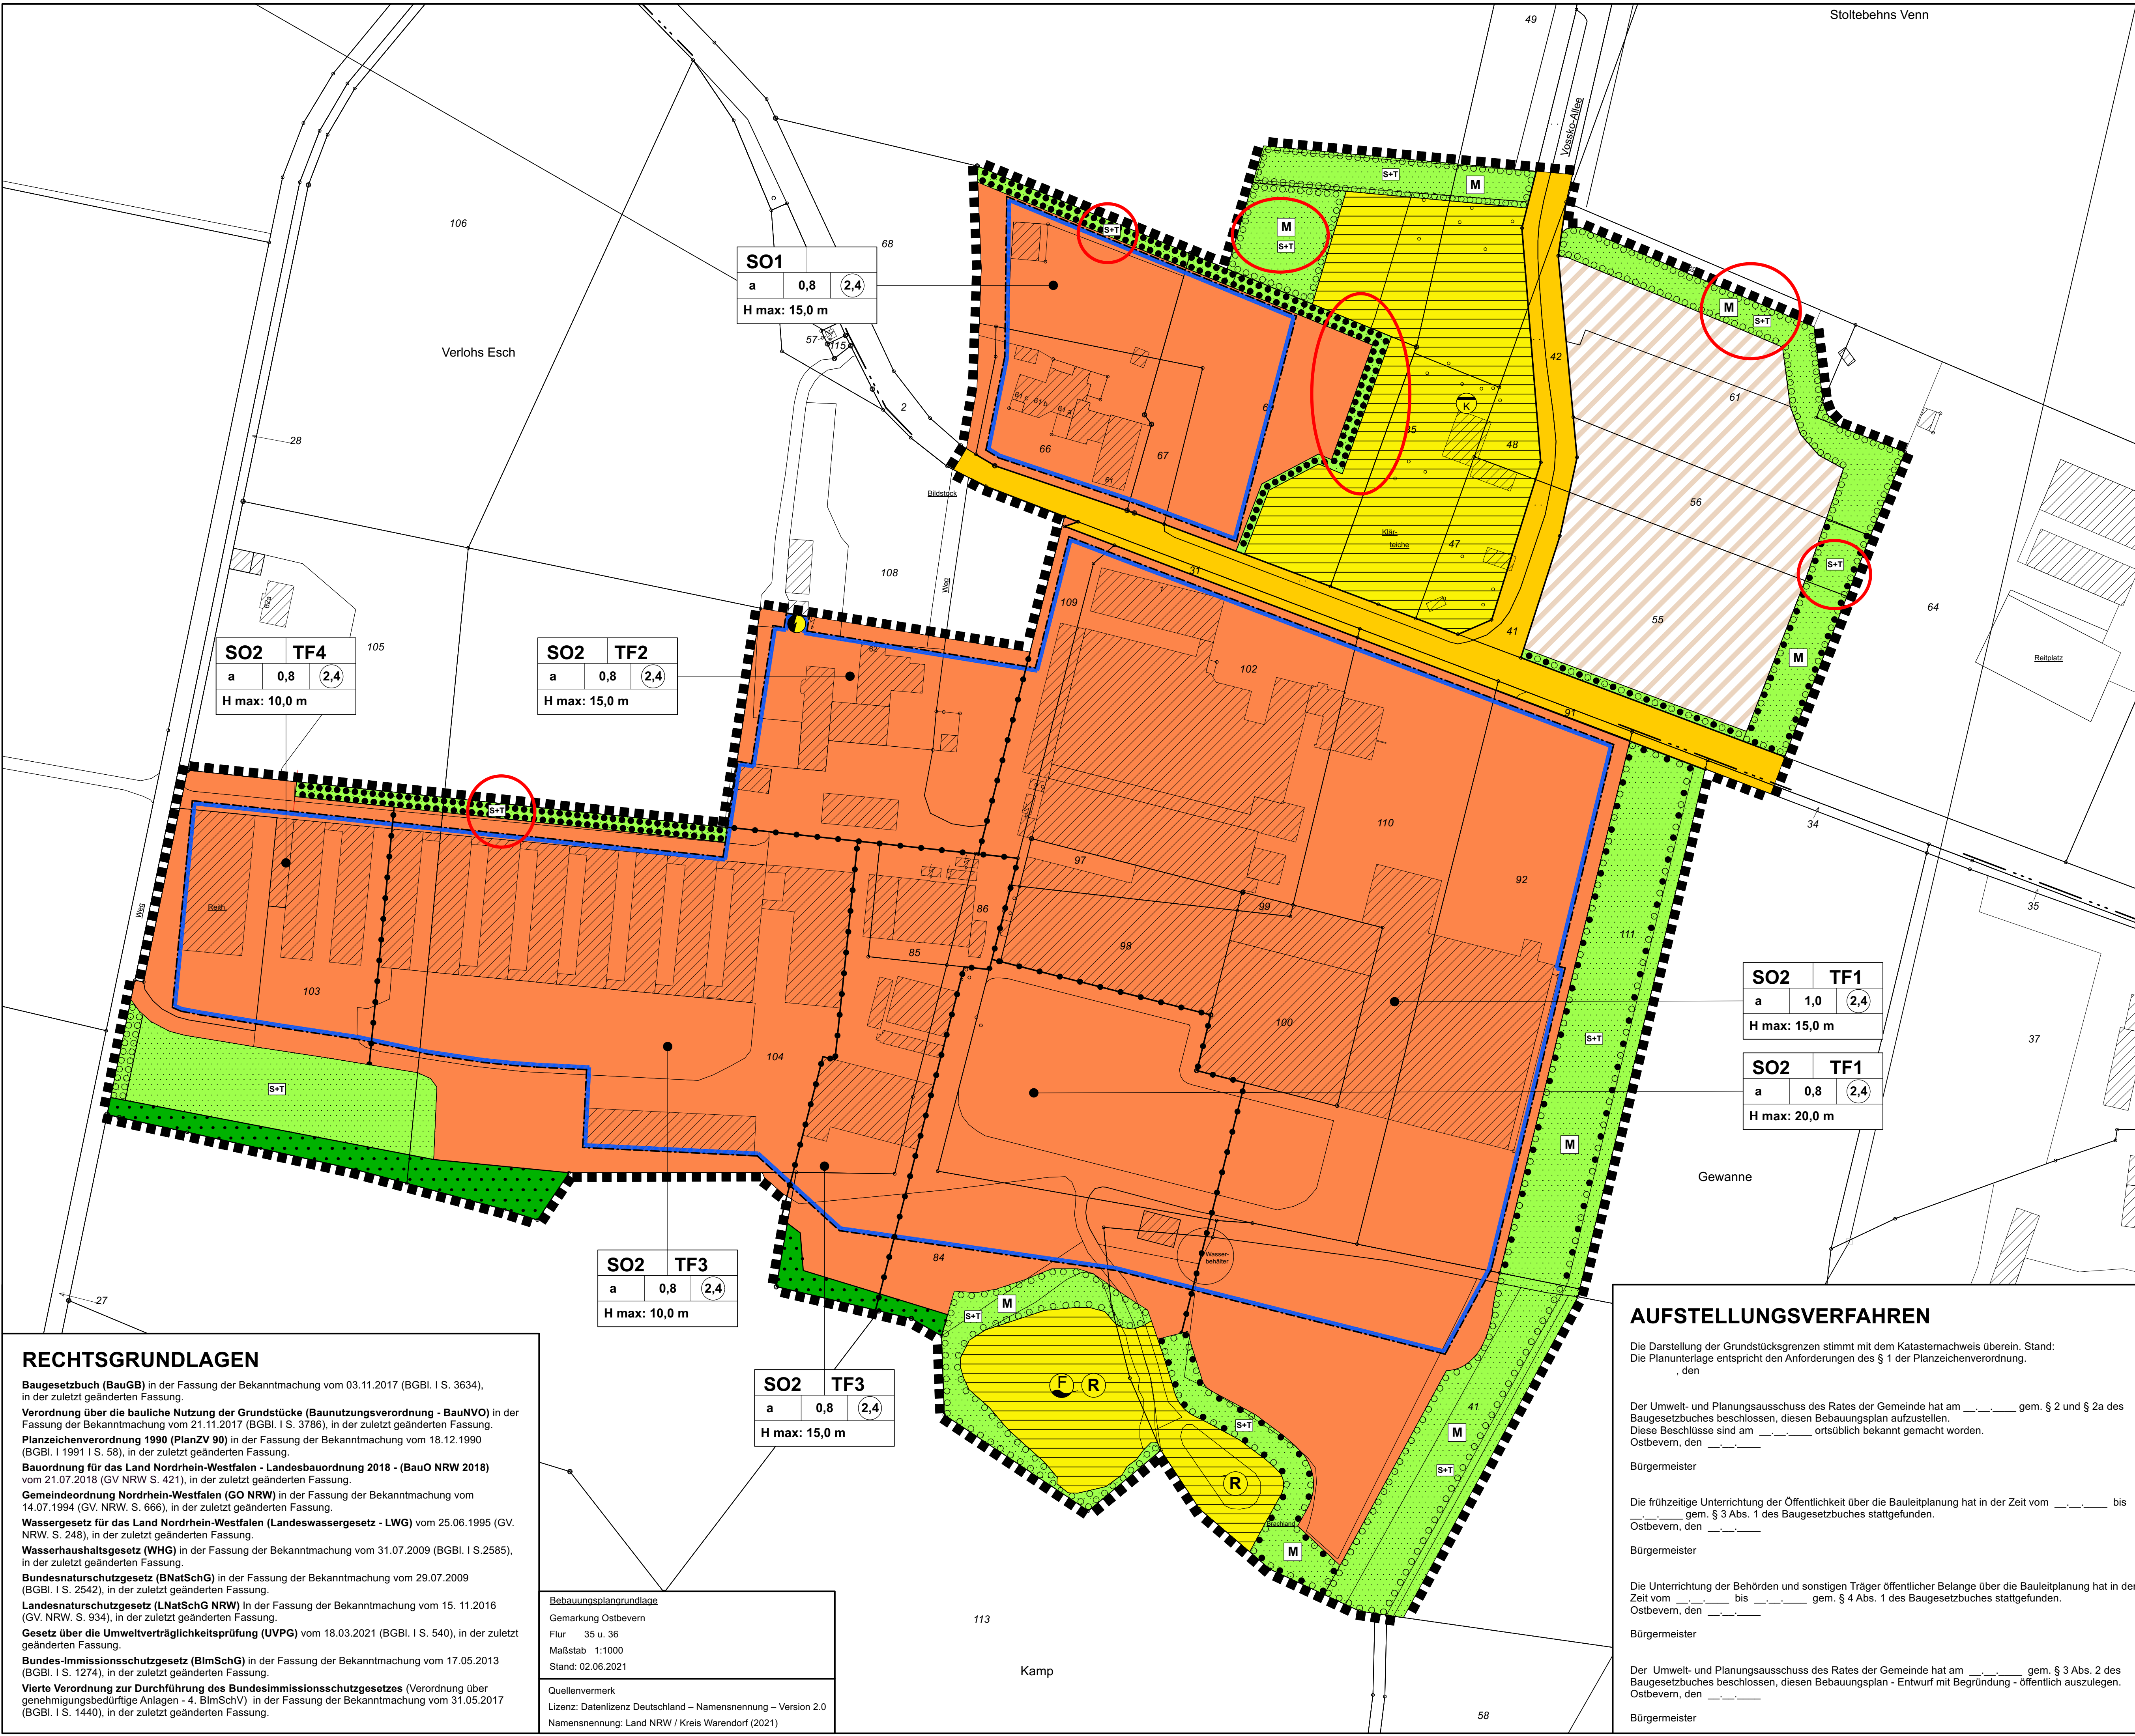 Stoltebehns Venn
49
Vossko-Allee
106
68
S+T
M
S+T
M
S+T
SO1
a 0,8 2,4
H max: 15,0 m
M
S+T
57
115
Verlohs Esch
2
42
61
K
28
61 c 61 b 61 a
66
67
61
85
48
56
Bildstock
Klär-
teiche
47
S+T
108
Weg
31
109
1
41
55
64
62a
105
62
102
M
Reitplatz
SO2 TF4
a 0,8 2,4
H max: 10,0 m
SO2 TF2
a 0,8 2,4
H max: 15,0 m
91
S+T
110
34
97
92
Weg
Reith
86
99
35
85
98
111
103
100
SO2 TF1
a 1,0 2,4
H max: 15,0 m
S+T
37
104
S+T
SO2 TF1
a 0,8 2,4
H max: 20,0 m
M
Gewanne
84
Wasser-
behälter
SO2 TF3
a 0,8 2,4
H max: 10,0 m
27
M
S+T
F R
SO2 TF3
a 0,8 2,4
H max: 15,0 m
41
S+T
M
S+T
R
Brachland
M
113
Kamp
58
RECHTSGRUNDLAGEN
Baugesetzbuch (BauGB) in der Fassung der Bekanntmachung vom 03.11.2017 (BGBl. I S. 3634),
in der zuletzt geänderten Fassung.
Verordnung über die bauliche Nutzung der Grundstücke (Baunutzungsverordnung - BauNVO) in der
Fassung der Bekanntmachung vom 21.11.2017 (BGBl. I S. 3786), in der zuletzt geänderten Fassung.
Planzeichenverordnung 1990 (PlanZV 90) in der Fassung der Bekanntmachung vom 18.12.1990
(BGBl. I 1991 I S. 58), in der zuletzt geänderten Fassung.
Bauordnung für das Land Nordrhein-Westfalen - Landesbauordnung 2018 - (BauO NRW 2018)
vom 21.07.2018 (GV NRW S. 421), in der zuletzt geänderten Fassung.
Gemeindeordnung Nordrhein-Westfalen (GO NRW) in der Fassung der Bekanntmachung vom
14.07.1994 (GV. NRW. S. 666), in der zuletzt geänderten Fassung.
Wassergesetz für das Land Nordrhein-Westfalen (Landeswassergesetz - LWG) vom 25.06.1995 (GV.
NRW. S. 248), in der zuletzt geänderten Fassung.
Wasserhaushaltsgesetz (WHG) in der Fassung der Bekanntmachung vom 31.07.2009 (BGBl. I S.2585),
in der zuletzt geänderten Fassung.
Bundesnaturschutzgesetz (BNatSchG) in der Fassung der Bekanntmachung vom 29.07.2009
(BGBl. I S. 2542), in der zuletzt geänderten Fassung.
Landesnaturschutzgesetz (LNatSchG NRW) In der Fassung der Bekanntmachung vom 15. 11.2016
(GV. NRW. S. 934), in der zuletzt geänderten Fassung.
Gesetz über die Umweltverträglichkeitsprüfung (UVPG) vom 18.03.2021 (BGBl. I S. 540), in der zuletzt
geänderten Fassung.
Bundes-Immissionsschutzgesetz (BImSchG) in der Fassung der Bekanntmachung vom 17.05.2013
(BGBl. I S. 1274), in der zuletzt geänderten Fassung.
Vierte Verordnung zur Durchführung des Bundesimmissionsschutzgesetzes (Verordnung über
genehmigungsbedürftige Anlagen - 4. BImSchV) in der Fassung der Bekanntmachung vom 31.05.2017
(BGBl. I S. 1440), in der zuletzt geänderten Fassung.
Bebauungsplangrundlage
Gemarkung Ostbevern
Flur 35 u. 36
Maßstab 1:1000
Stand: 02.06.2021
Quellenvermerk
Lizenz: Datenlizenz Deutschland – Namensnennung – Version 2.0
Namensnennung: Land NRW / Kreis Warendorf (2021)
AUFSTELLUNGSVERFAHREN
Die Darstellung der Grundstücksgrenzen stimmt mit dem Katasternachweis überein. Stand:
Die Planunterlage entspricht den Anforderungen des § 1 der Planzeichenverordnung.
, den
Der Umwelt- und Planungsausschuss des Rates der Gemeinde hat am __.__.____ gem. § 2 und § 2a des
Baugesetzbuches beschlossen, diesen Bebauungsplan aufzustellen.
Diese Beschlüsse sind am __.__.____ ortsüblich bekannt gemacht worden.
Ostbevern, den __.__.____
Bürgermeister
Die frühzeitige Unterrichtung der Öffentlichkeit über die Bauleitplanung hat in der Zeit vom __.__.____ bis
__.__.____ gem. § 3 Abs. 1 des Baugesetzbuches stattgefunden.
Ostbevern, den __.__.____
Bürgermeister
Die Unterrichtung der Behörden und sonstigen Träger öffentlicher Belange über die Bauleitplanung hat in der
Zeit vom __.__.____ bis __.__.____ gem. § 4 Abs. 1 des Baugesetzbuches stattgefunden.
Ostbevern, den __.__.____
Bürgermeister
Der Umwelt- und Planungsausschuss des Rates der Gemeinde hat am __.__.____ gem. § 3 Abs. 2 des
Baugesetzbuches beschlossen, diesen Bebauungsplan - Entwurf mit Begründung - öffentlich auszulegen.
Ostbevern, den __.__.____
Bürgermeister